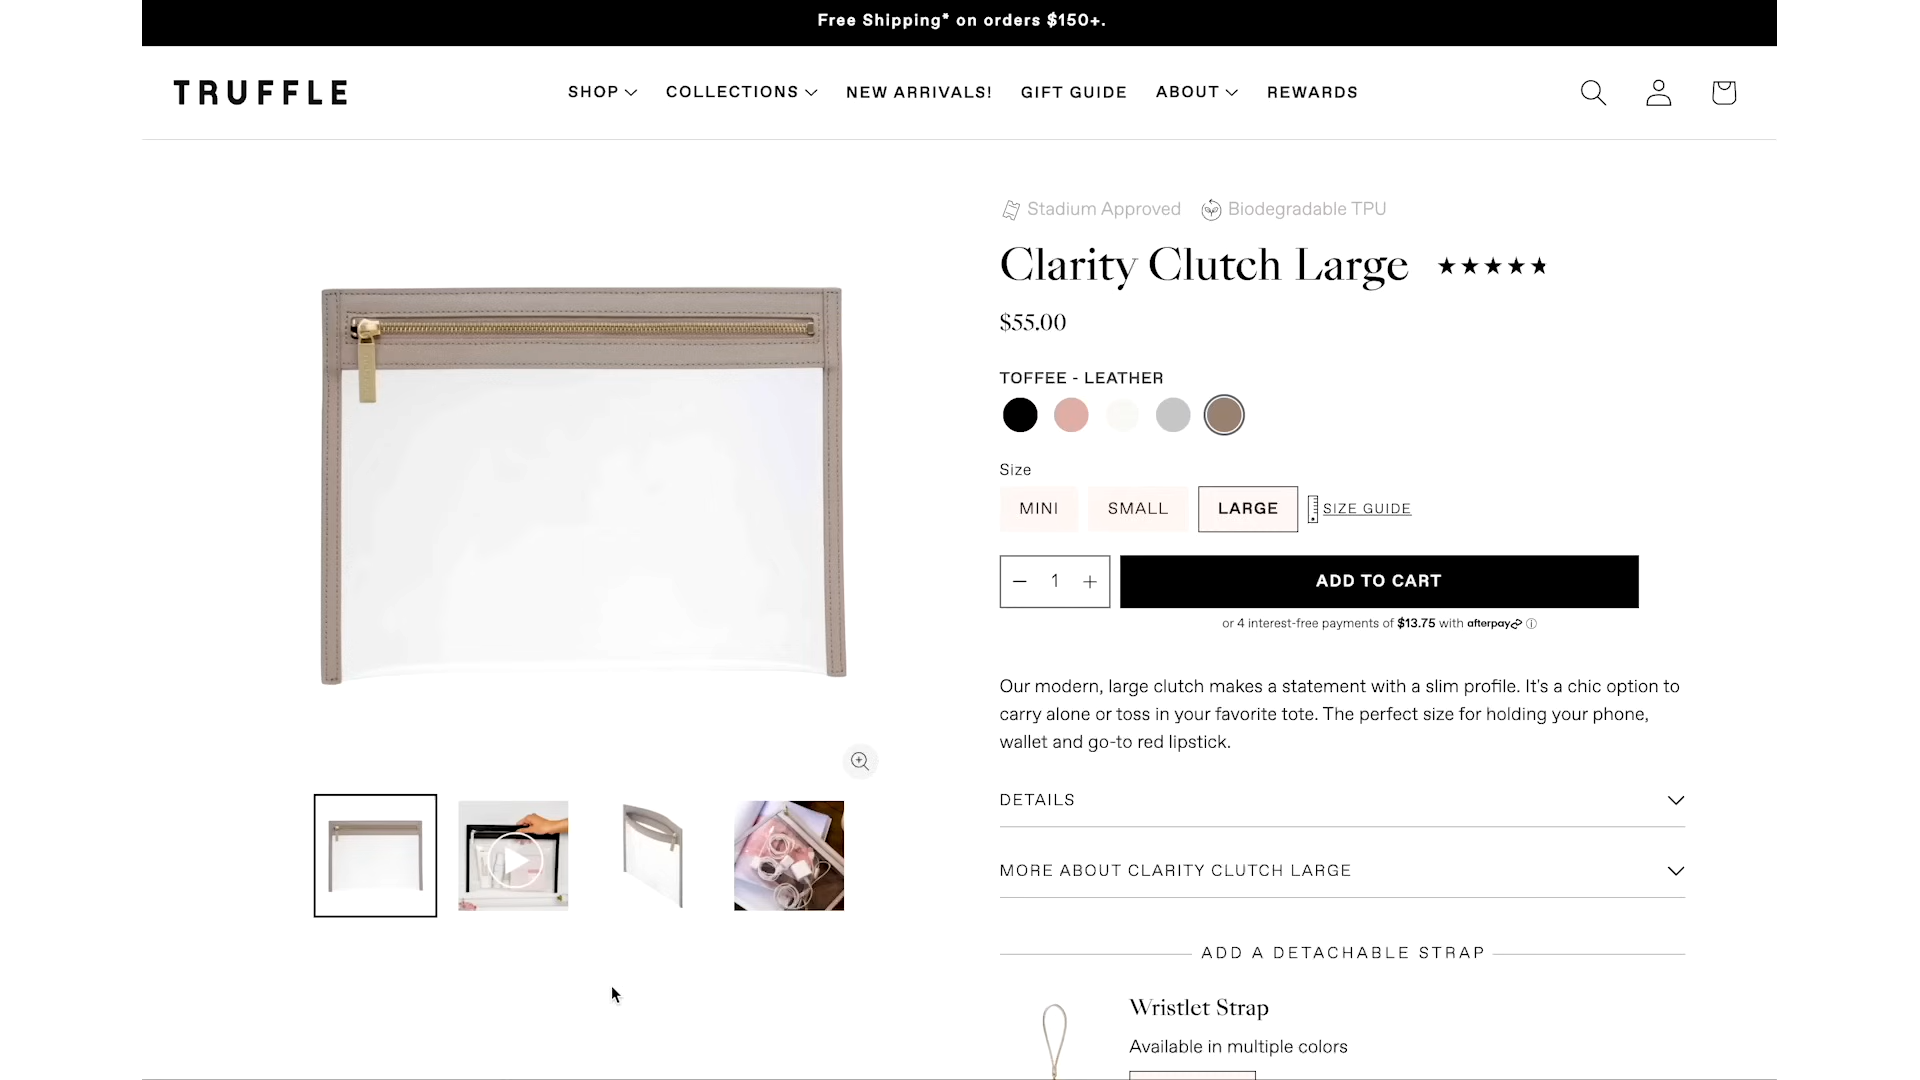 Free Shipping* on orders $150+.
TRUFFLE
SHOP COLLECTIONS NEW ARRIVALS! GIFT GUIDE ABOUT REWARDS
Stadium Approved Biodegradable TPU
Clarity Clutch Large
$55.00
TOFFEE - LEATHER
Size
MINI SMALL LARGE SIZE GUIDE
1 ADD TO CART
or 4 interest-free payments of $13.75 with afterpay
Our modern, large clutch makes a statement with a slim profile. It's a chic option to
carry alone or toss in your favorite tote. The perfect size for holding your phone,
wallet and go-to red lipstick.
DETAILS
MORE ABOUT CLARITY CLUTCH LARGE
ADD A DETACHABLE STRAP
Wristlet Strap
Available in multiple colors